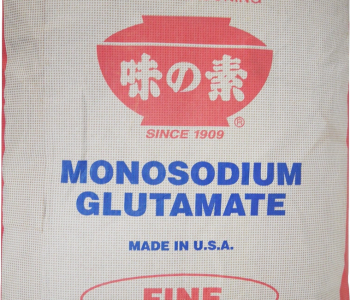 味の素
®
SINCE 1909
MONOSODIUM
GLUTAMATE
MADE IN U.S.A.
FINE